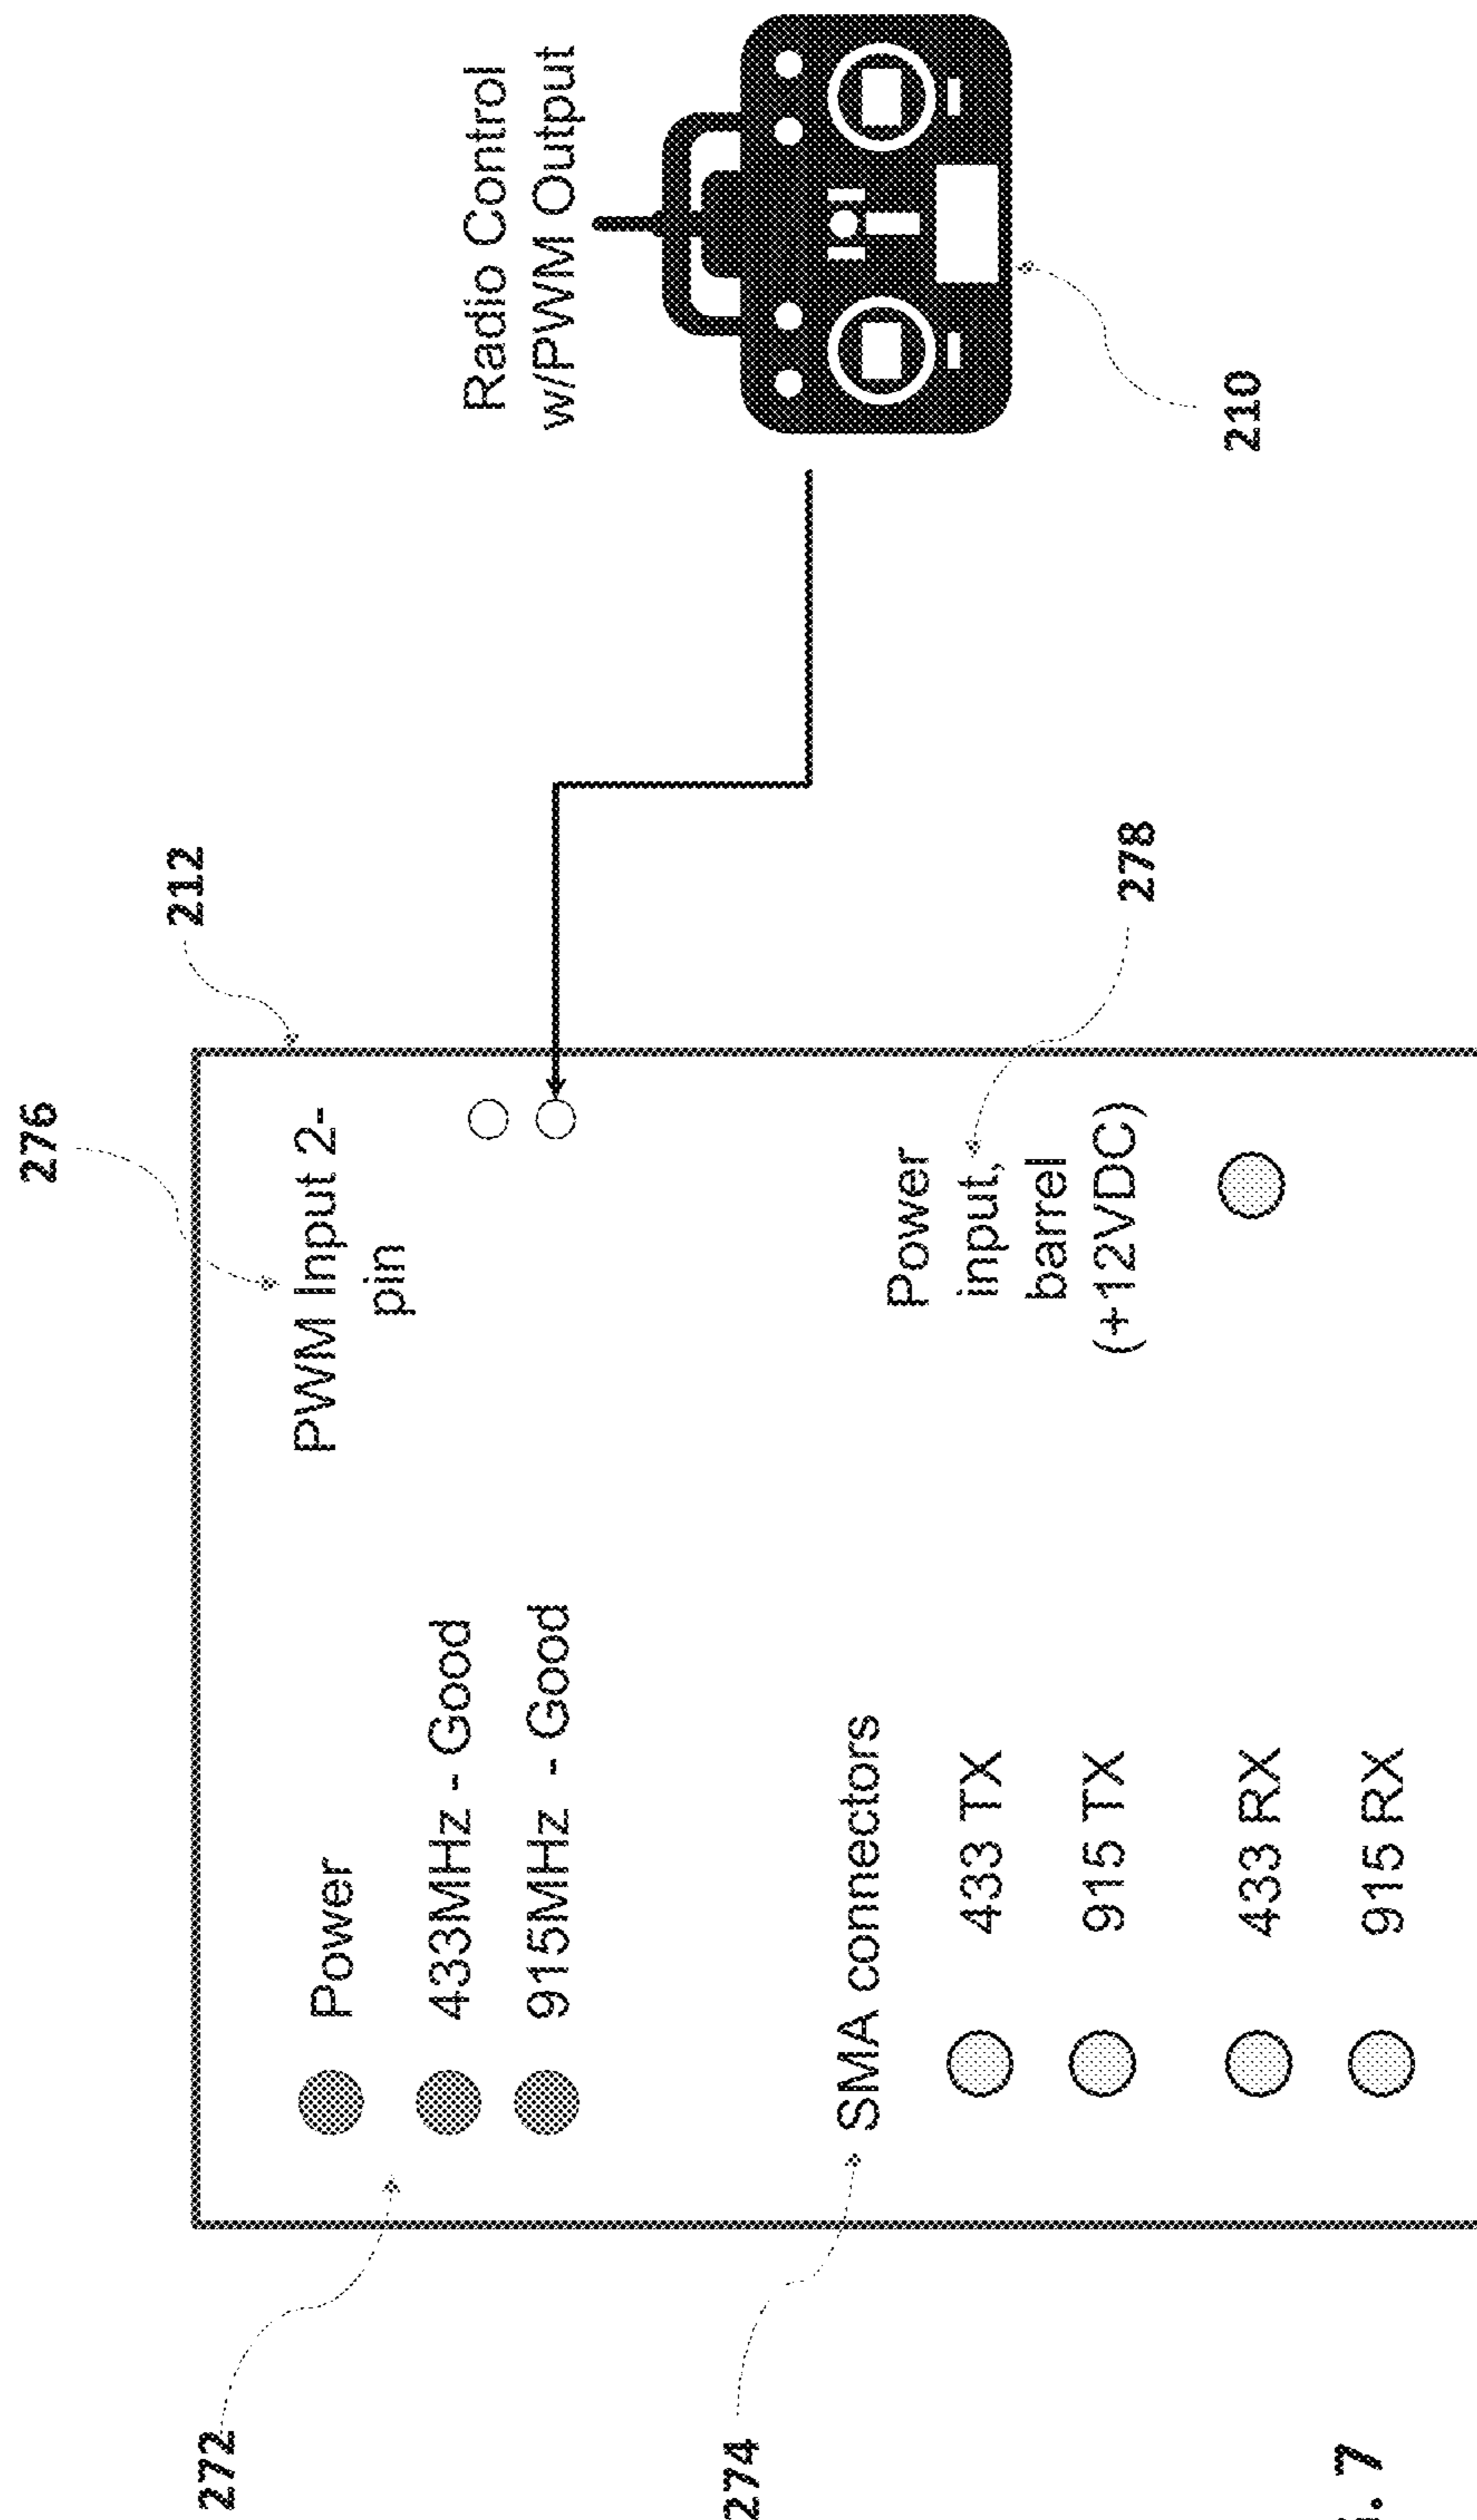 272
276
212
Power
433MHz - Good
915MHz - Good
PWM Input 2-
pin
Radio Control
w/PWM Output
274
SMA connectors
433 TX
915 TX
433 RX
915 RX
Power
input,
barrel
(+12VDC)
278
210
7